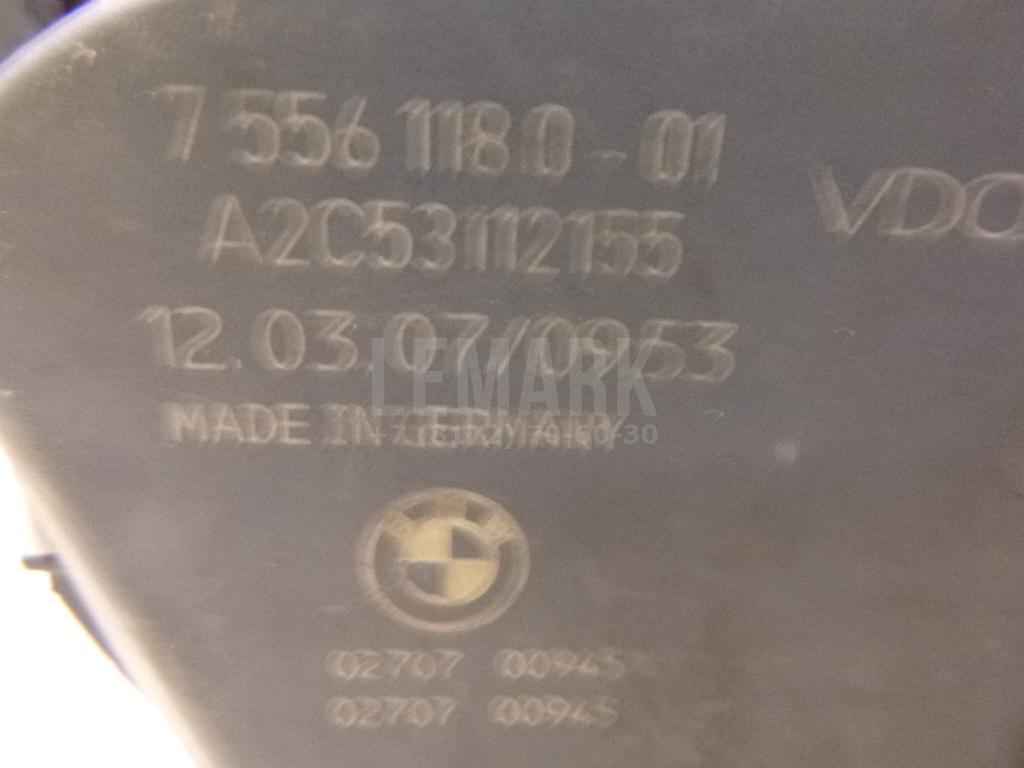 7 556 118 0-01
VDO
A2C53112155
12.03.07/0953
LEMARK
MADE IN GERMANY
02707 00945
02707 00945